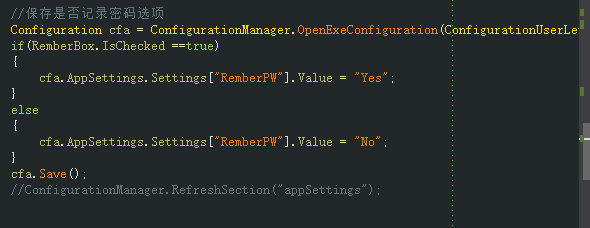 //保存是否记录密码选项
Configuration cfa = ConfigurationManager.OpenExeConfiguration(ConfigurationUserLe
if(RemberBox.IsChecked ==true)
{
cfa.AppSettings.Settings["RemberPW"].Value = "Yes";
}
else
{
cfa.AppSettings.Settings["RemberPW"].Value = "No";
}
cfa.Save();
//ConfigurationManager.RefreshSection("appSettings");